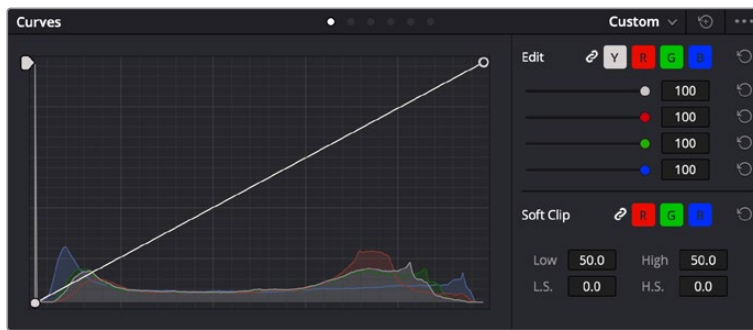 Curves
Custom
Edit Y R G B
100
100
100
100
Soft Clip R G B
Low 50.0 High 50.0
L.S. 0.0 H.S. 0.0